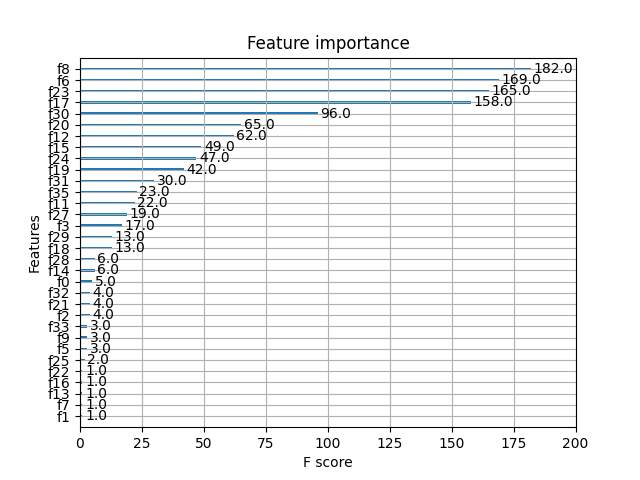 Feature importance
f8 182.0
f6 169.0
f23 165.0
f17 158.0
f30 96.0
f20 65.0
f12 62.0
f15 49.0
f24 47.0
f19 42.0
f31 30.0
f35 23.0
f11 22.0
f27 19.0
f3 17.0
f29 13.0
f18 13.0
f28 6.0
f14 6.0
f0 5.0
f32 4.0
f21 4.0
f2 4.0
f33 3.0
f9 3.0
f5 3.0
f25 2.0
f22 1.0
f16 1.0
f13 1.0
f7 1.0
f1 1.0
Features
0 25 50 75 100 125 150 175 200
F score